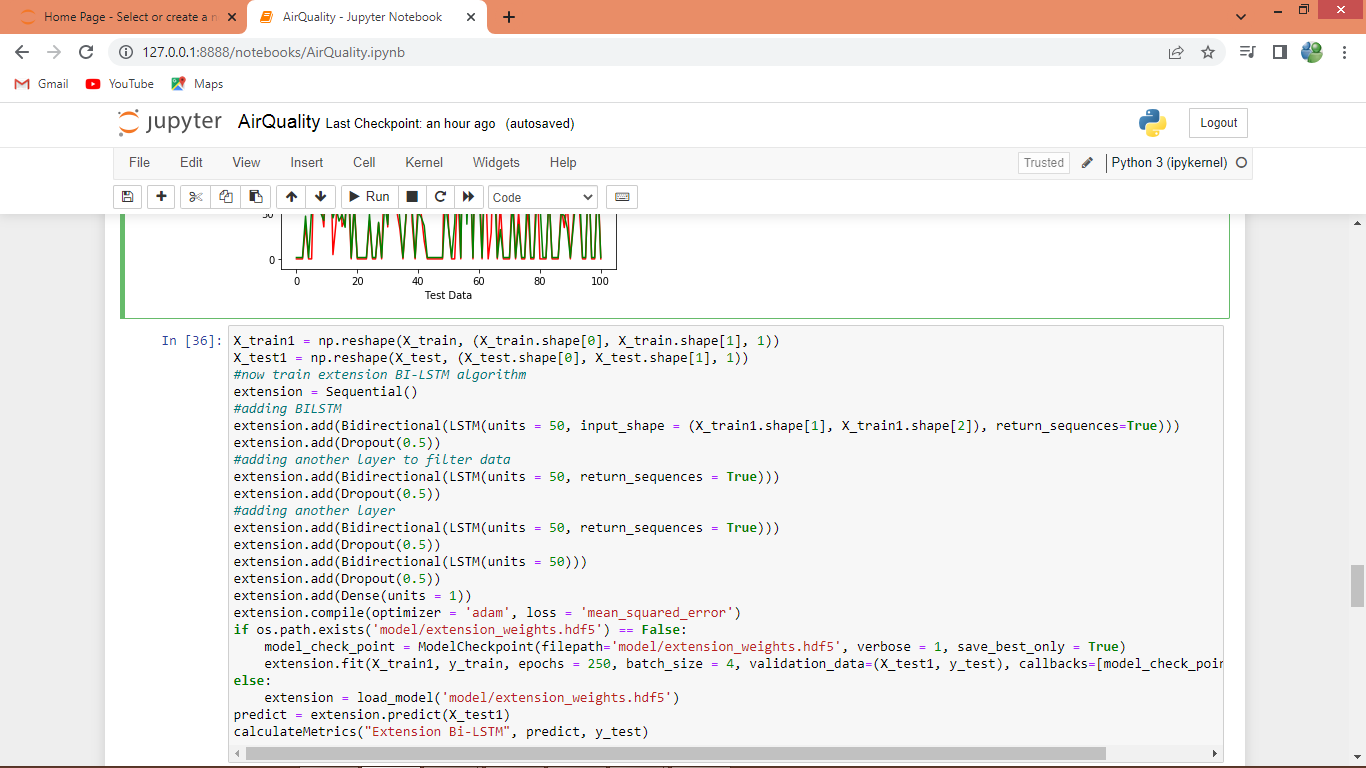 Home Page - Select or create a n
AirQuality - Jupyter Notebook
127.0.0.1:8888/notebooks/AirQuality.ipynb
Gmail
YouTube
Maps
jupyter
AirQuality Last Checkpoint: an hour ago (autosaved)
Logout
File Edit View Insert Cell Kernel Widgets Help
Trusted
Python 3 (ipykernel)
Run
Code
0
0 20 40 60 80 100
Test Data
In [36]:
X_train1 = np.reshape(X_train, (X_train.shape[0], X_train.shape[1], 1))
X_test1 = np.reshape(X_test, (X_test.shape[0], X_test.shape[1], 1))
#now train extension BI-LSTM algorithm
extension = Sequential()
#adding BILSTM
extension.add(Bidirectional(LSTM(units = 50, input_shape = (X_train1.shape[1], X_train1.shape[2]), return_sequences=True)))
extension.add(Dropout(0.5))
#adding another layer to filter data
extension.add(Bidirectional(LSTM(units = 50, return_sequences = True)))
extension.add(Dropout(0.5))
#adding another layer
extension.add(Bidirectional(LSTM(units = 50, return_sequences = True)))
extension.add(Dropout(0.5))
extension.add(Bidirectional(LSTM(units = 50)))
extension.add(Dropout(0.5))
extension.add(Dense(units = 1))
extension.compile(optimizer = 'adam', loss = 'mean_squared_error')
if os.path.exists('model/extension_weights.hdf5') == False:
    model_check_point = ModelCheckpoint(filepath='model/extension_weights.hdf5', verbose = 1, save_best_only = True)
    extension.fit(X_train1, y_train, epochs = 250, batch_size = 4, validation_data=(X_test1, y_test), callbacks=[model_check_poin
else:
    extension = load_model('model/extension_weights.hdf5')
predict = extension.predict(X_test1)
calculateMetrics("Extension Bi-LSTM", predict, y_test)